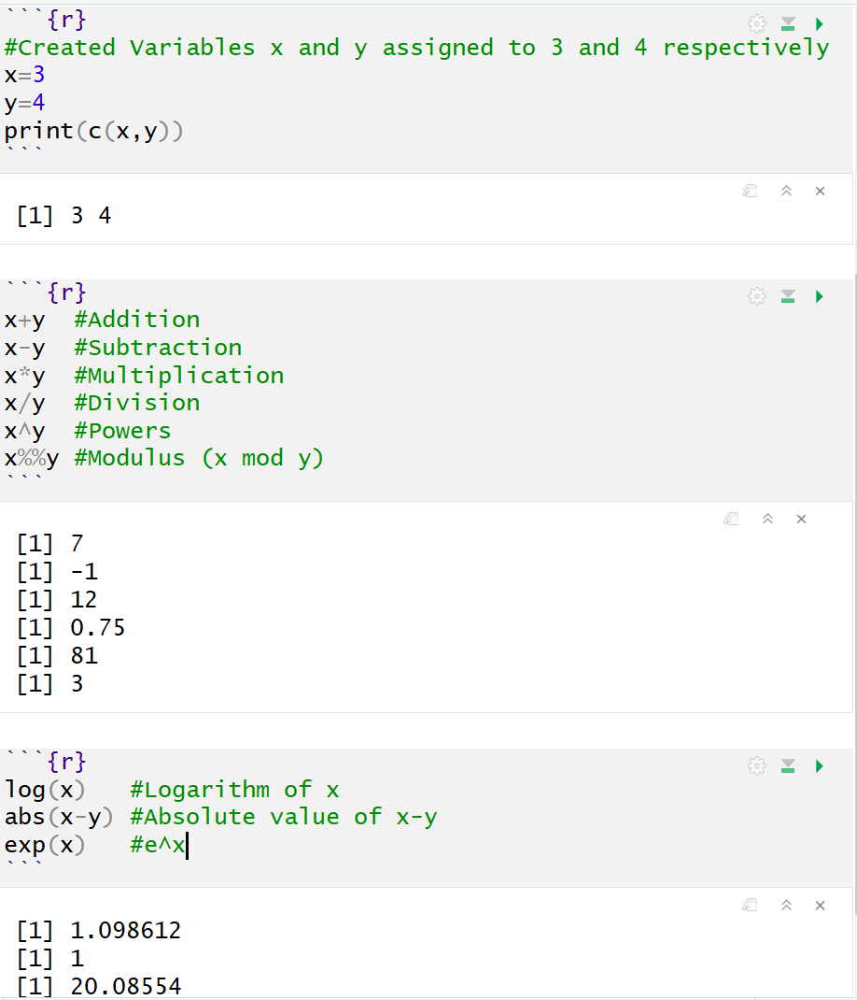 ```{r}
#Created Variables x and y assigned to 3 and 4 respectively
x=3
y=4
print(c(x,y))
```
[1] 3 4
```{r}
x+y  #Addition
x-y  #Subtraction
x*y  #Multiplication
x/y  #Division
x^y  #Powers
x%%y #Modulus (x mod y)
```
[1] 7
[1] -1
[1] 12
[1] 0.75
[1] 81
[1] 3
```{r}
log(x)   #Logarithm of x
abs(x-y) #Absolute value of x-y
exp(x)   #e^x
```
[1] 1.098612
[1] 1
[1] 20.08554